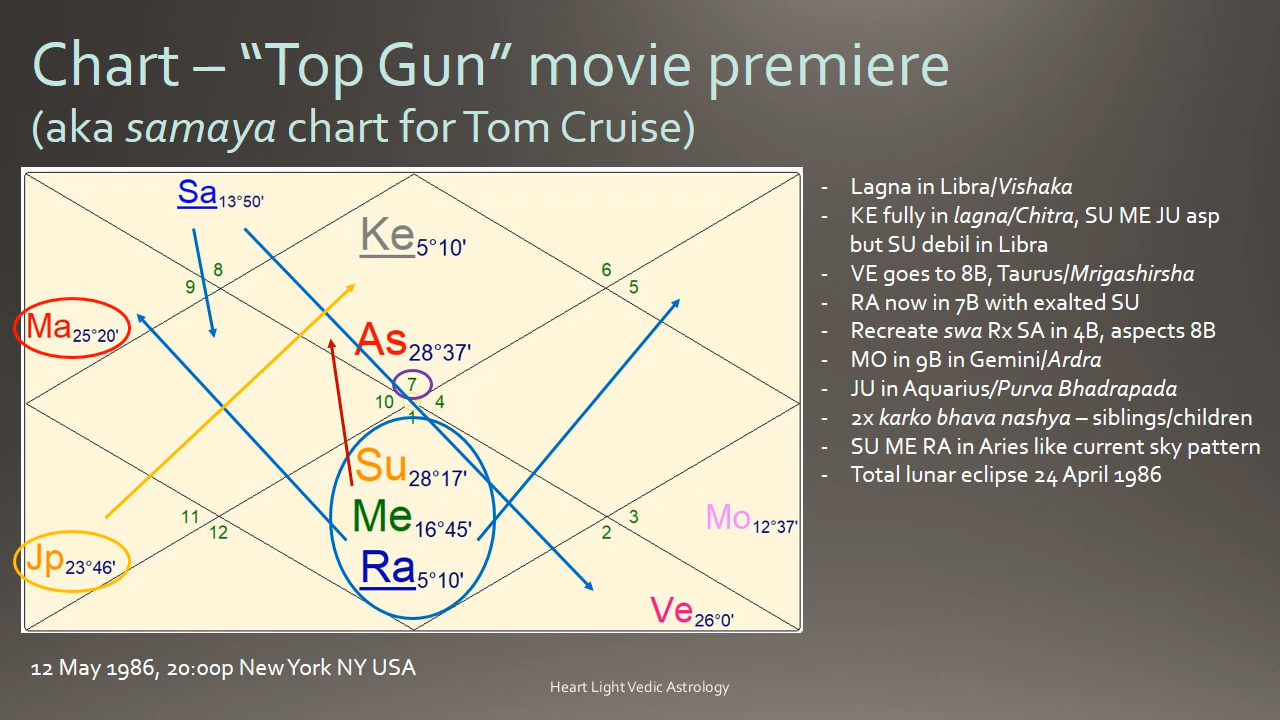 Chart – “Top Gun” movie premiere
(aka samaya chart for Tom Cruise)
Sa13°50'
Ke5°10'
8
9
6
5
Ma25°20'
As28°37'
7
10
4
1
Su28°17'
Me16°45'
Ra5°10'
11
12
3
2
Mo12°37'
Jp23°46'
Ve26°0'
- Lagna in Libra/Vishaka
- KE fully in lagna/Chitra, SU ME JU asp
but SU debil in Libra
- VE goes to 8B, Taurus/Mrigashirsha
- RA now in 7B with exalted SU
- Recreate swa Rx SA in 4B, aspects 8B
- MO in 9B in Gemini/Ardra
- JU in Aquarius/Purva Bhadrapada
- 2x karko bhava nashya – siblings/children
- SU ME RA in Aries like current sky pattern
- Total lunar eclipse 24 April 1986
12 May 1986, 20:00p New York NY USA
Heart Light Vedic Astrology